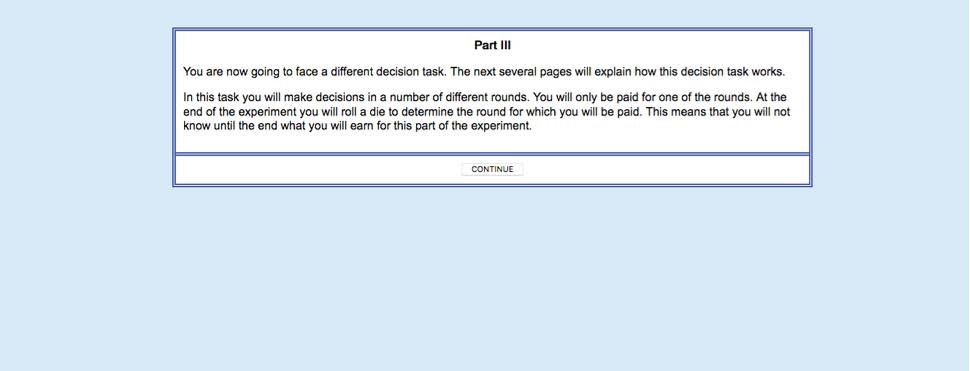 Part III
You are now going to face a different decision task. The next several pages will explain how this decision task works.
In this task you will make decisions in a number of different rounds. You will only be paid for one of the rounds. At the
end of the experiment you will roll a die to determine the round for which you will be paid. This means that you will not
know until the end what you will earn for this part of the experiment.
CONTINUE